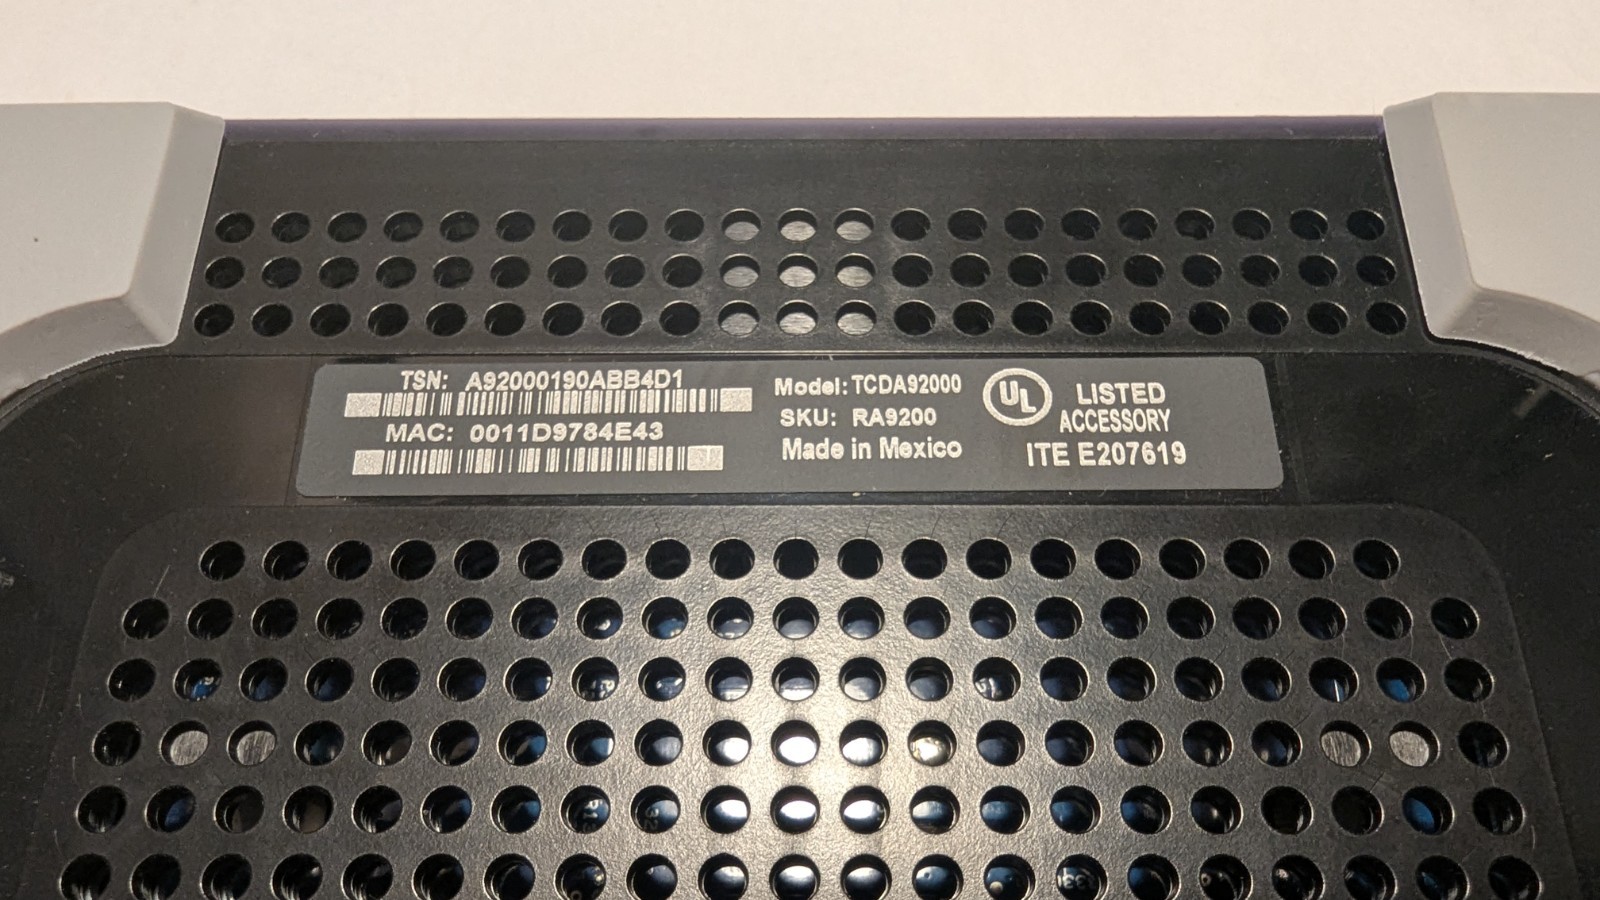 TSN: A92000190ABB4D1
MAC: 0011D9784E43
Model: TCDA92000
SKU: RA9200
Made in Mexico
UL LISTED
ACCESSORY
ITE E207619